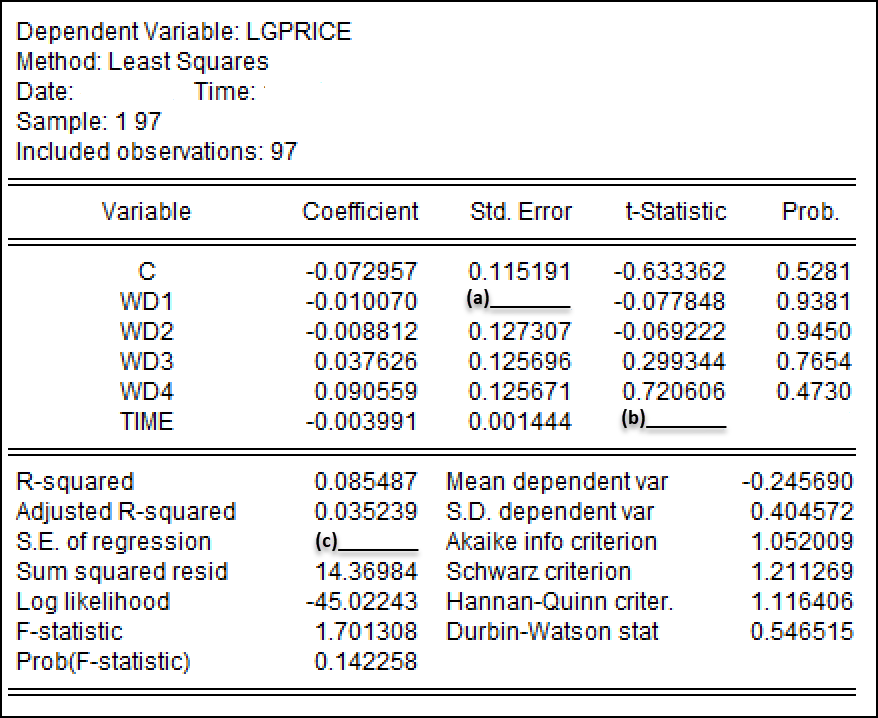 Dependent Variable: LGPRICE
Method: Least Squares
Date: Time:
Sample: 1 97
Included observations: 97
Variable Coefficient Std. Error t-Statistic Prob.
C -0.072957 0.115191 -0.633362 0.5281
WD1 -0.010070 (a)_______ -0.077848 0.9381
WD2 -0.008812 0.127307 -0.069222 0.9450
WD3 0.037626 0.125696 0.299344 0.7654
WD4 0.090559 0.125671 0.720606 0.4730
TIME -0.003991 0.001444 (b)_______
R-squared 0.085487 Mean dependent var -0.245690
Adjusted R-squared 0.035239 S.D. dependent var 0.404572
S.E. of regression (c)_______ Akaike info criterion 1.052009
Sum squared resid 14.36984 Schwarz criterion 1.211269
Log likelihood -45.02243 Hannan-Quinn criter. 1.116406
F-statistic 1.701308 Durbin-Watson stat 0.546515
Prob(F-statistic) 0.142258